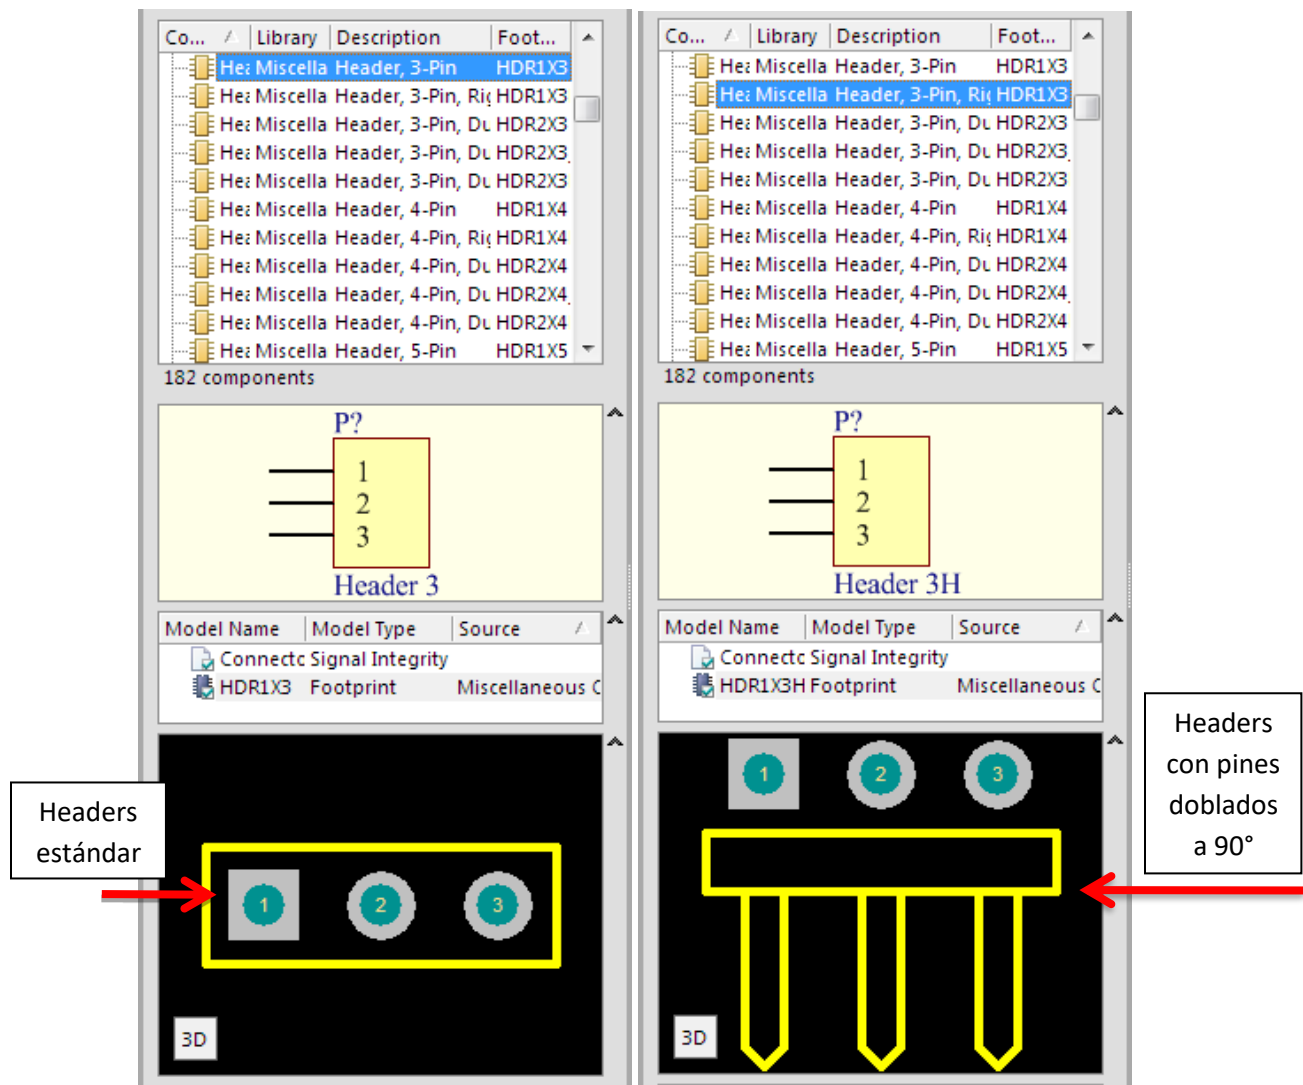 Co... Library Description Foot...
Hea Miscella Header, 3-Pin HDR1X3
Hea Miscella Header, 3-Pin, Rig HDR1X3
Hea Miscella Header, 3-Pin, Du HDR2X3
Hea Miscella Header, 3-Pin, Du HDR2X3_
Hea Miscella Header, 3-Pin, Du HDR2X3
Hea Miscella Header, 4-Pin HDR1X4
Hea Miscella Header, 4-Pin, Rig HDR1X4
Hea Miscella Header, 4-Pin, Du HDR2X4
Hea Miscella Header, 4-Pin, Du HDR2X4_
Hea Miscella Header, 4-Pin, Du HDR2X4
Hea Miscella Header, 5-Pin HDR1X5
182 components
P?
1
2
3
Header 3
Model Name Model Type Source
Connectc Signal Integrity
HDR1X3 Footprint Miscellaneous C
1 2 3
3D
Headers
estándar
Co... Library Description Foot...
Hea Miscella Header, 3-Pin HDR1X3
Hea Miscella Header, 3-Pin, Rig HDR1X3
Hea Miscella Header, 3-Pin, Du HDR2X3
Hea Miscella Header, 3-Pin, Du HDR2X3_
Hea Miscella Header, 3-Pin, Du HDR2X3
Hea Miscella Header, 4-Pin HDR1X4
Hea Miscella Header, 4-Pin, Rig HDR1X4
Hea Miscella Header, 4-Pin, Du HDR2X4
Hea Miscella Header, 4-Pin, Du HDR2X4_
Hea Miscella Header, 4-Pin, Du HDR2X4
Hea Miscella Header, 5-Pin HDR1X5
182 components
P?
1
2
3
Header 3H
Model Name Model Type Source
Connectc Signal Integrity
HDR1X3H Footprint Miscellaneous C
1 2 3
3D
Headers
con pines
doblados
a 90°